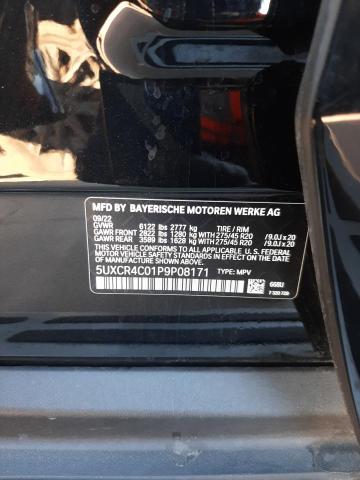 MFD BY BAYERISCHE MOTOREN WERKE AG
09/22
GVWR 6122 lbs 2777 kg TIRE / RIM
GAWR FRONT 2822 lbs 1280 kg WITH 275/45 R20 /9.0J x 20
GAWR REAR 3589 lbs 1628 kg WITH 275/45 R20 /9.0J x 20
THIS VEHICLE CONFORMS TO ALL APPLICABLE U.S. FEDERAL
MOTOR VEHICLE SAFETY STANDARDS IN EFFECT ON
THE DATE OF MANUFACTURE SHOWN ABOVE.
5UXCR4C01P9P08171 TYPE: MPV
668U